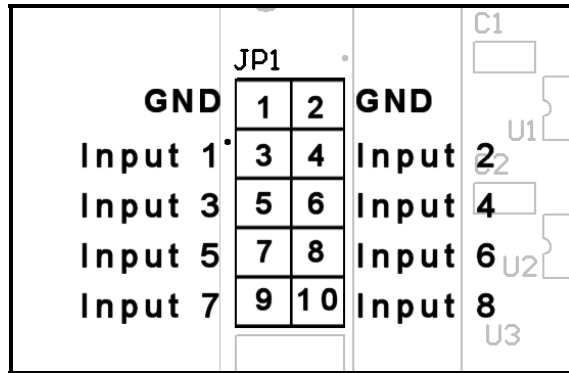 C1
JP1
GND 1 2 GND
U1
Input 1 3 4 Input 2
C2
Input 3 5 6 Input 4
Input 5 7 8 Input 6
U2
Input 7 9 10 Input 8
U3